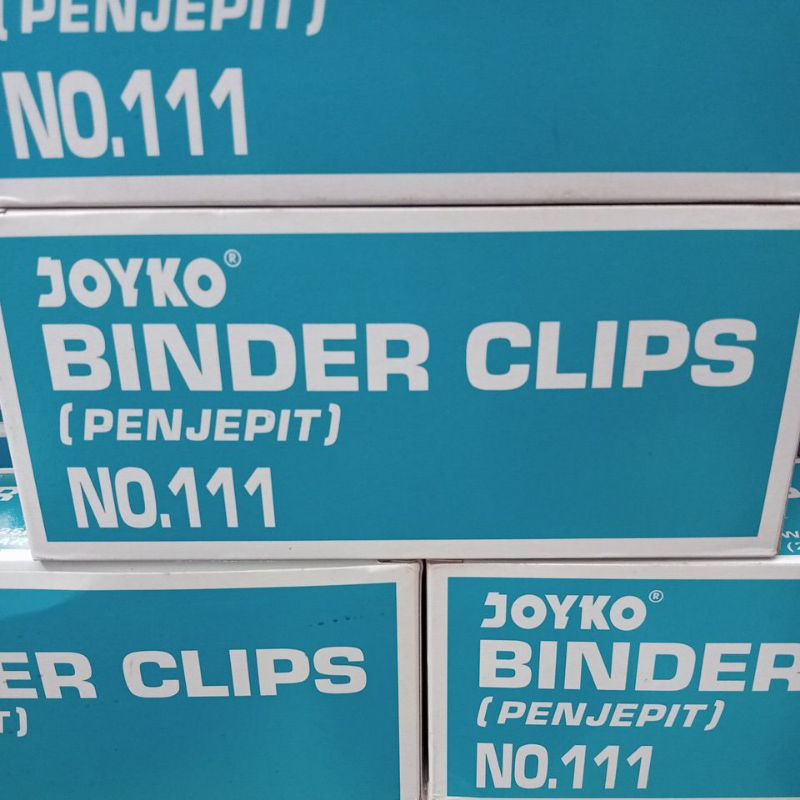 (PENJEPIT)
NO.111
JOYKO®
BINDER CLIPS
(PENJEPIT)
NO.111
ER CLIPS
T)
JOYKO®
BINDER
(PENJEPIT)
NO.111